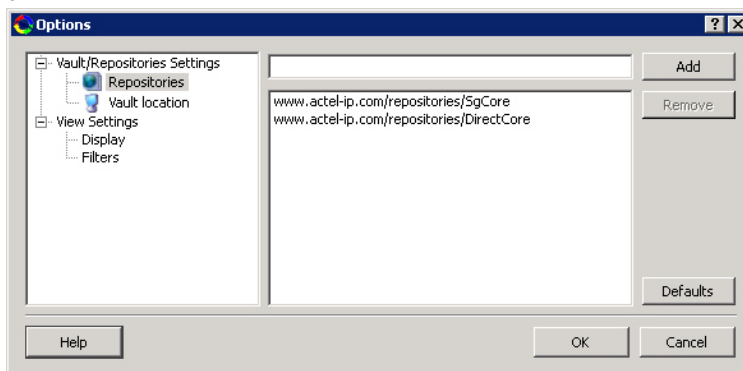 Options
Vault/Repositories Settings
Repositories
Vault location
View Settings
Display
Filters
Add
www.actel-ip.com/repositories/SgCore
www.actel-ip.com/repositories/DirectCore
Remove
Defaults
Help
OK
Cancel